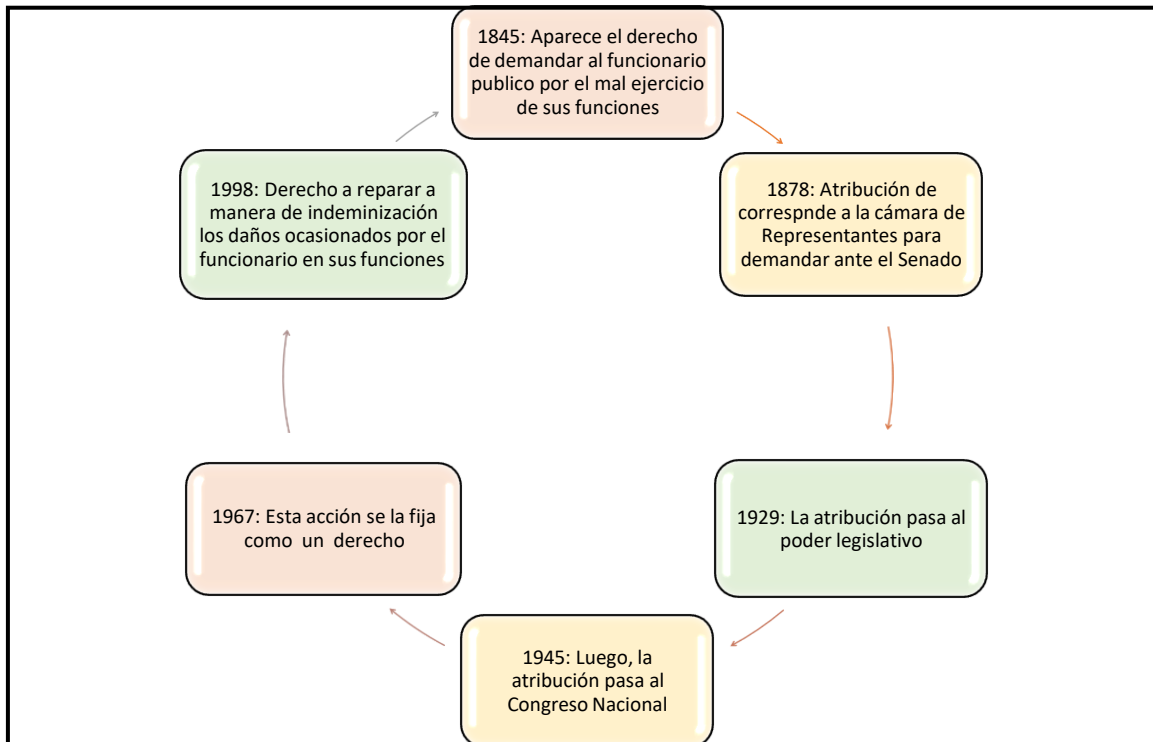 1845: Aparece el derecho
de demandar al funcionario
publico por el mal ejercicio
de sus funciones
1878: Atribución de
correspnde a la cámara de
Representantes para
demandar ante el Senado
1929: La atribución pasa al
poder legislativo
1945: Luego, la
atribución pasa al
Congreso Nacional
1967: Esta acción se la fija
como un derecho
1998: Derecho a reparar a
manera de indeminización
los daños ocasionados por el
funcionario en sus funciones